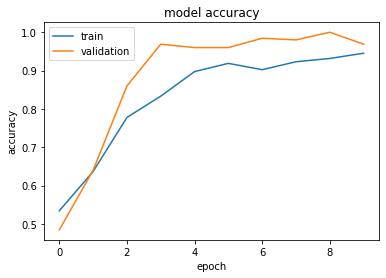 model accuracy
train
validation
accuracy
1.0
0.9
0.8
0.7
0.6
0.5
0 2 4 6 8
epoch